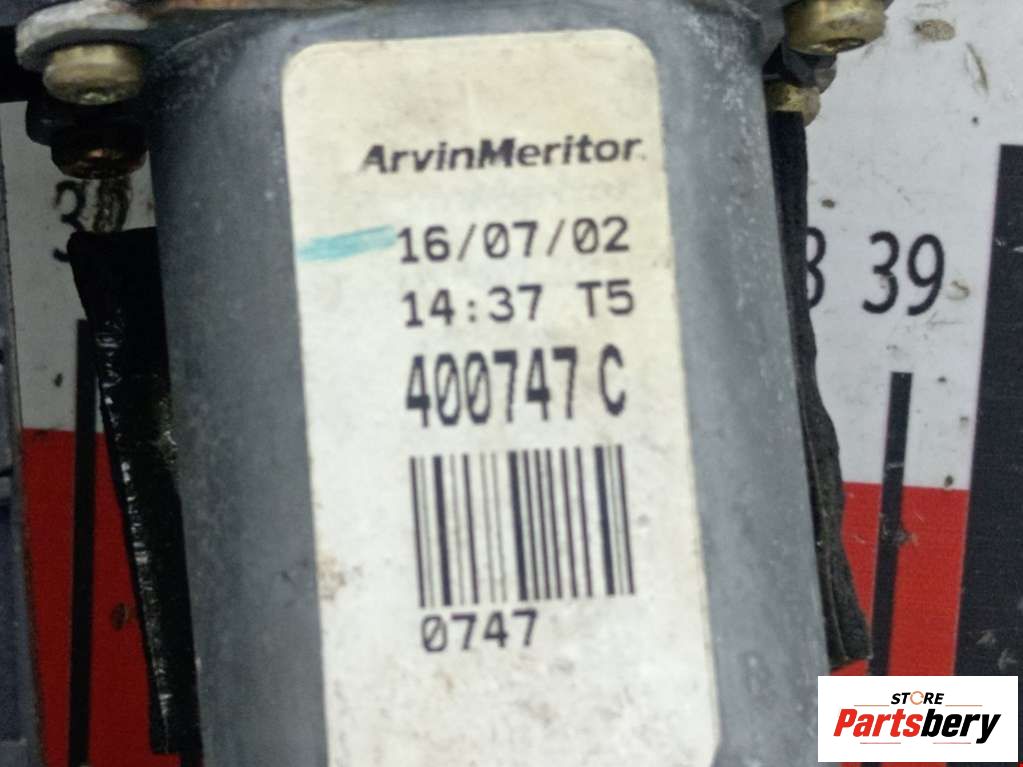 ArvinMeritor
16/07/02
14:37 T5
400747 C
0747
39
STORE
Partsbery